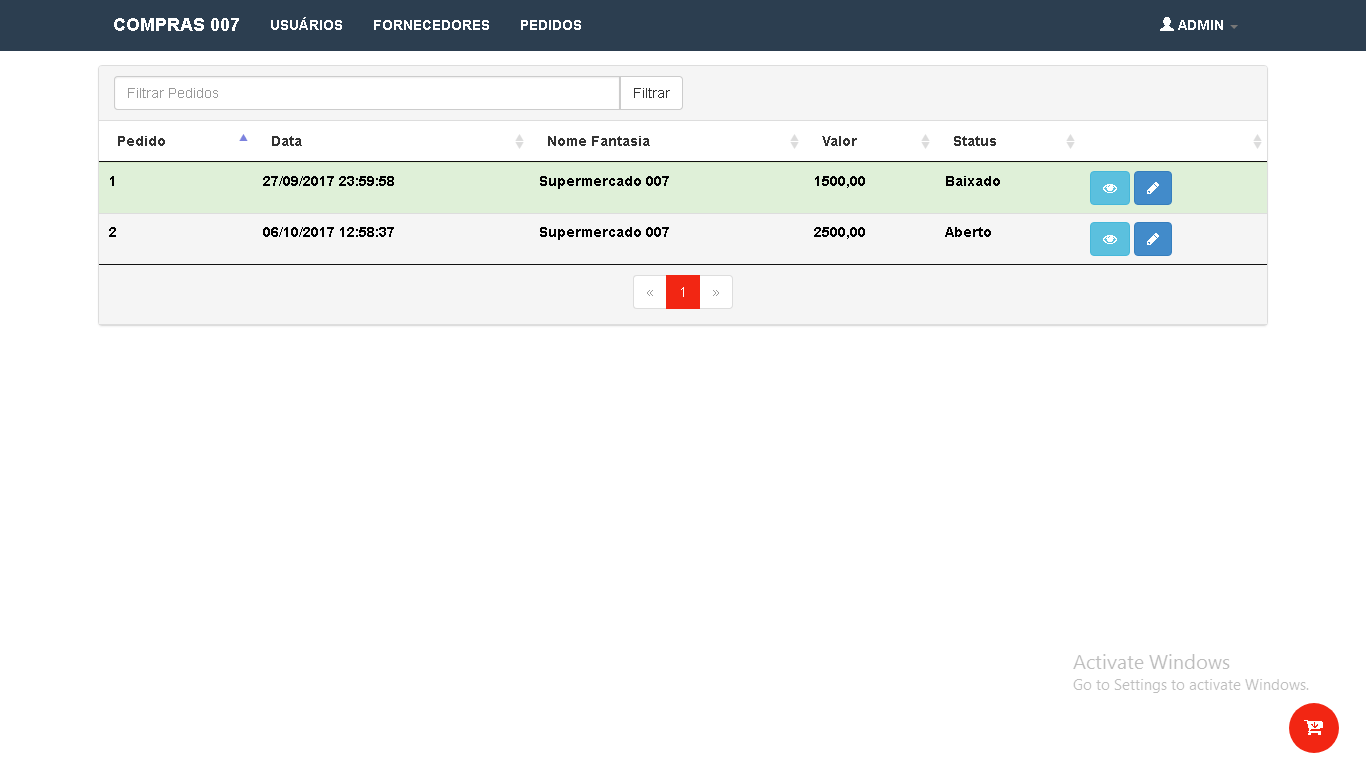 COMPRAS 007 USUÁRIOS FORNECEDORES PEDIDOS ADMIN
Filtrar Pedidos Filtrar
Pedido Data Nome Fantasia Valor Status
1 27/09/2017 23:59:58 Supermercado 007 1500,00 Baixado
2 06/10/2017 12:58:37 Supermercado 007 2500,00 Aberto
« 1 »
Activate Windows
Go to Settings to activate Windows.